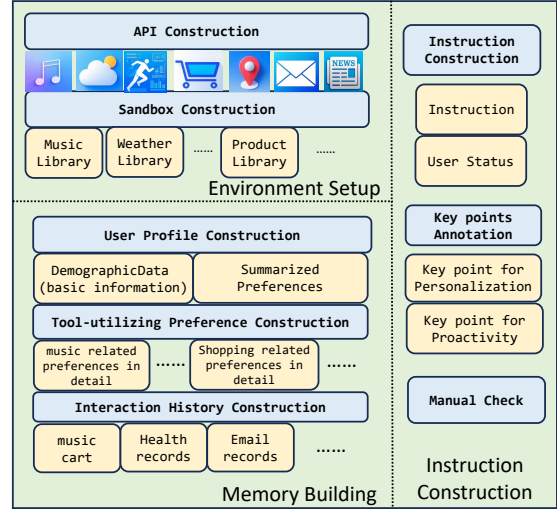 API Construction
NEWS
Sandbox Construction
Music
Library
Weather
Library
......
Product
Library
......
Environment Setup
User Profile Construction
DemographicData
(basic information)
Summarized
Preferences
Tool-utilizing Preference Construction
music related
preferences in
detail
......
Shopping related
preferences in
detail
......
Interaction History Construction
music
cart
Health
records
Email
records
......
Memory Building
Instruction
Construction
Instruction
User Status
Key points
Annotation
Key point for
Personalization
Key point for
Proactivity
Manual Check
Instruction
Construction